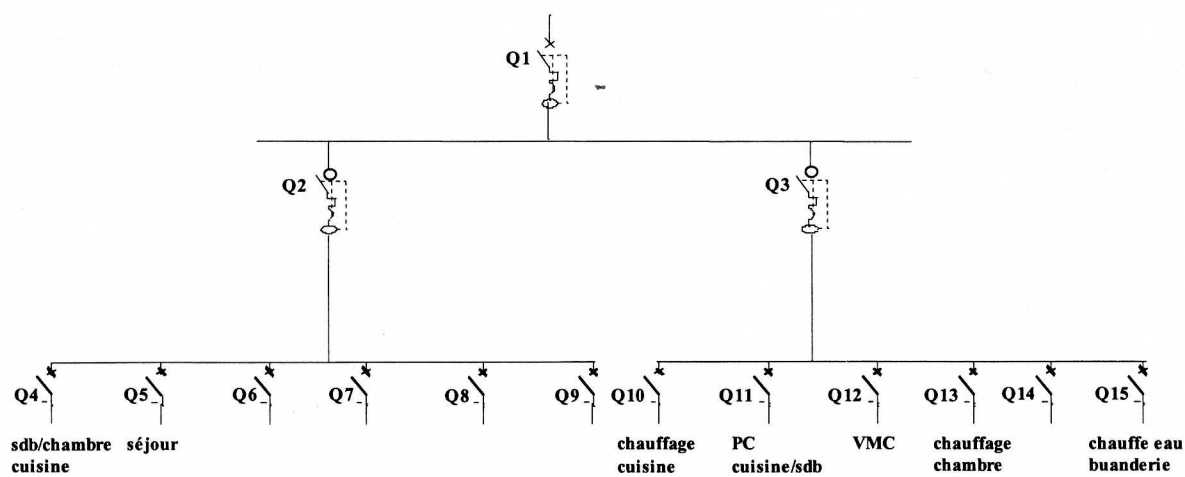 Q1
Q2
Q3
Q4
Q5
Q6
Q7
Q8
Q9
Q10
Q11
Q12
Q13
Q14
Q15
sdb/chambre
cuisine
séjour
chauffage
cuisine
PC
cuisine/sdb
VMC
chauffage
chambre
chauffe eau
buanderie